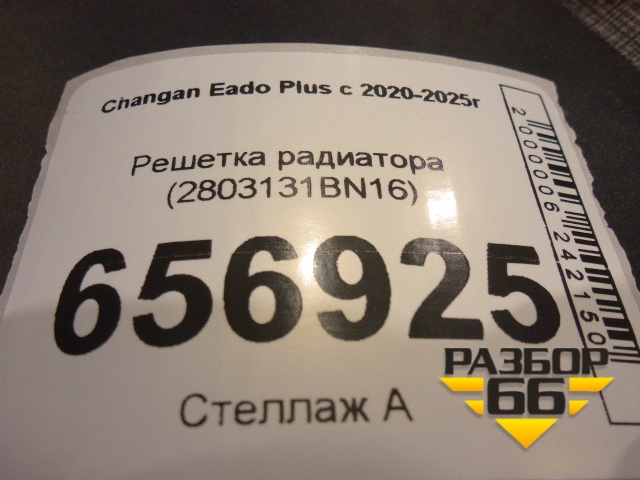 Changan Eado Plus с 2020-2025г
Решетка радиатора
(2803131BN16)
656925
Стеллаж А
2000006242150
РАЗБОР
66